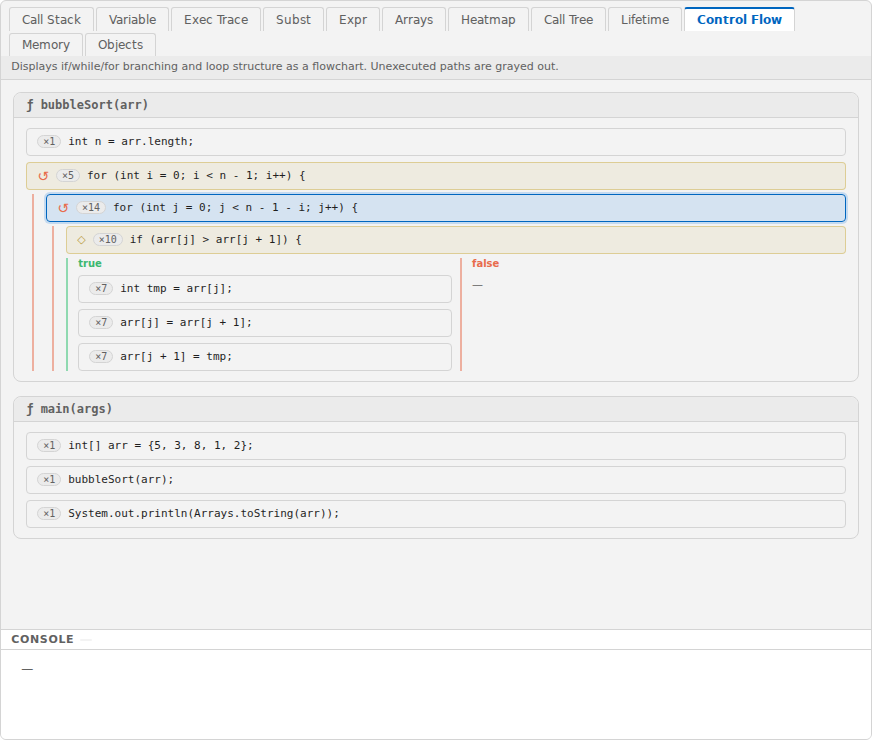 Call Stack Variable Exec Trace Subst Expr Arrays Heatmap Call Tree Lifetime Control Flow
Memory Objects
Displays if/while/for branching and loop structure as a flowchart. Unexecuted paths are grayed out.
ƒ bubbleSort(arr)
×1 int n = arr.length;
↺ ×5 for (int i = 0; i < n - 1; i++) {
↺ ×14 for (int j = 0; j < n - 1 - i; j++) {
◇ ×10 if (arr[j] > arr[j + 1]) {
true false
×7 int tmp = arr[j]; —
×7 arr[j] = arr[j + 1];
×7 arr[j + 1] = tmp;
ƒ main(args)
×1 int[] arr = {5, 3, 8, 1, 2};
×1 bubbleSort(arr);
×1 System.out.println(Arrays.toString(arr));
CONSOLE —
—